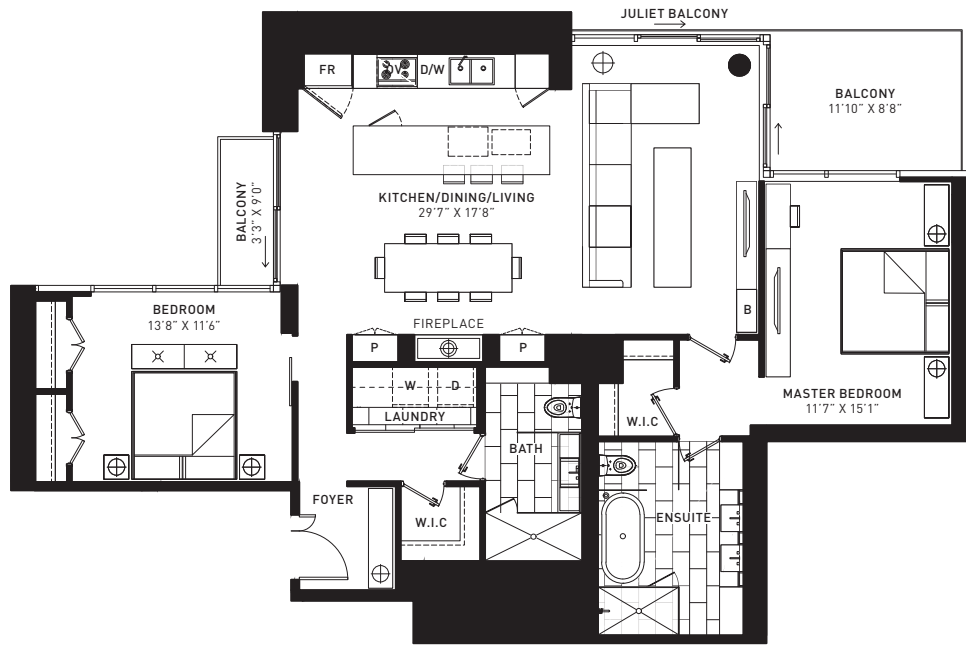 JULIET BALCONY
FR
OV
D/W
BALCONY
11'10" X 8'8"
BALCONY
3'3" X 9'0"
KITCHEN/DINING/LIVING
29'7" X 17'8"
BEDROOM
13'8" X 11'6"
FIREPLACE
B
P
P
MASTER BEDROOM
11'7" X 15'1"
W
D
LAUNDRY
W.I.C
BATH
FOYER
W.I.C
ENSUITE